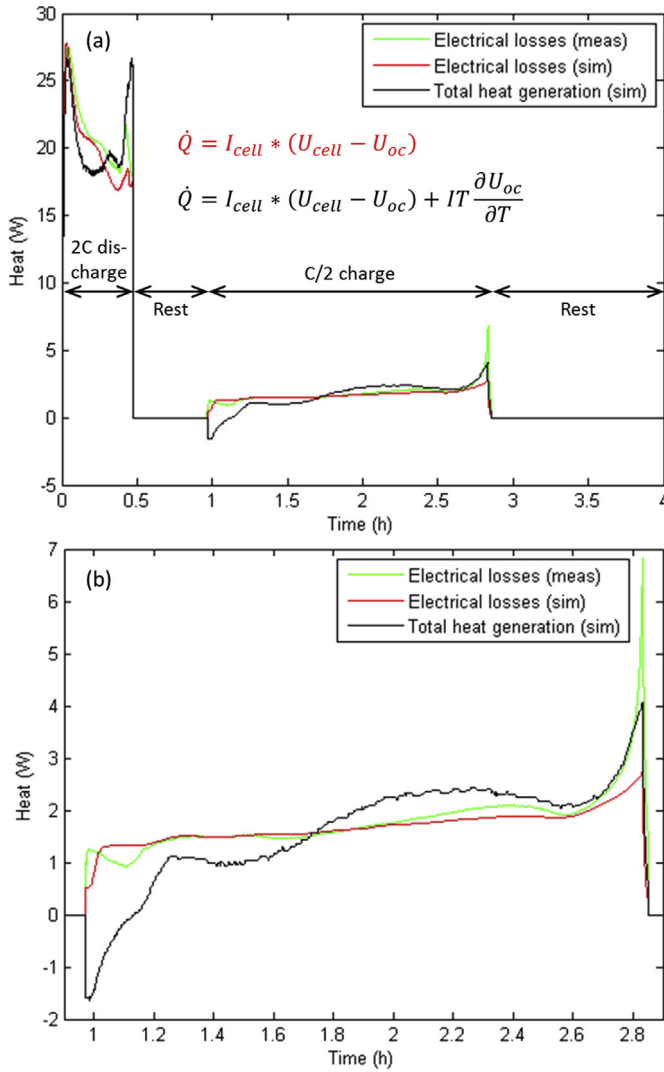 30
(a)
Electrical losses (meas)
Electrical losses (sim)
Total heat generation (sim)
25
20
Q̇ = I_cell * (U_cell − U_oc)
Q̇ = I_cell * (U_cell − U_oc) + IT ∂U_oc/∂T
15
Heat (W)
10
2C dis-
charge
C/2 charge
Rest
Rest
5
0
-5
0 0.5 1 1.5 2 2.5 3 3.5 4
Time (h)
7
(b)
Electrical losses (meas)
Electrical losses (sim)
Total heat generation (sim)
6
5
4
3
Heat (W)
2
1
0
-1
-2
1 1.2 1.4 1.6 1.8 2 2.2 2.4 2.6 2.8
Time (h)